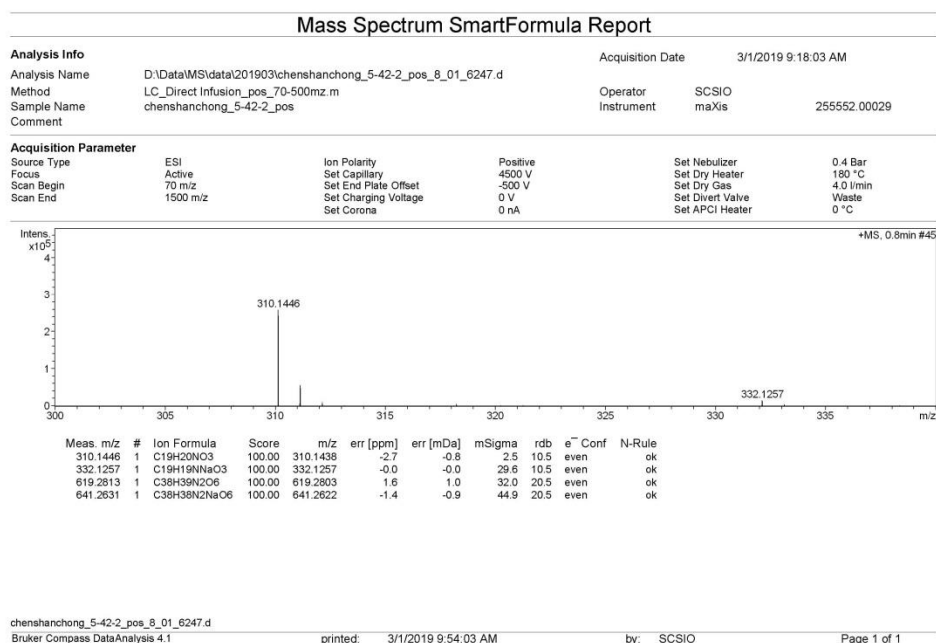 Mass Spectrum SmartFormula Report
Analysis Info Acquisition Date 3/1/2019 9:18:03 AM
Analysis Name D:\Data\MS\data\201903\chenshanchong_5-42-2_pos_8_01_6247.d
Method LC_Direct Infusion_pos_70-500mz.m Operator SCSIO
Sample Name chenshanchong_5-42-2_pos Instrument maXis 255552.00029
Comment
Acquisition Parameter
Source Type ESI Ion Polarity Positive Set Nebulizer 0.4 Bar
Focus Active Set Capillary 4500 V Set Dry Heater 180 °C
Scan Begin 70 m/z Set End Plate Offset -500 V Set Dry Gas 4.0 l/min
Scan End 1500 m/z Set Charging Voltage 0 V Set Divert Valve Waste
Set Corona 0 nA Set APCI Heater 0 °C
Intens. +MS, 0.8min #45
x10^5
4
3
310.1446
2
1
332.1257
0
300 305 310 315 320 325 330 335 m/z
Meas. m/z # Ion Formula Score m/z err [ppm] err [mDa] mSigma rdb e¯ Conf N-Rule
310.1446 1 C19H20NO3 100.00 310.1438 -2.7 -0.8 2.5 10.5 even ok
332.1257 1 C19H19NNaO3 100.00 332.1257 -0.0 -0.0 29.6 10.5 even ok
619.2813 1 C38H39N2O6 100.00 619.2803 1.6 1.0 32.0 20.5 even ok
641.2631 1 C38H38N2NaO6 100.00 641.2622 -1.4 -0.9 44.9 20.5 even ok
chenshanchong_5-42-2_pos_8_01_6247.d
Bruker Compass DataAnalysis 4.1 printed: 3/1/2019 9:54:03 AM by: SCSIO Page 1 of 1